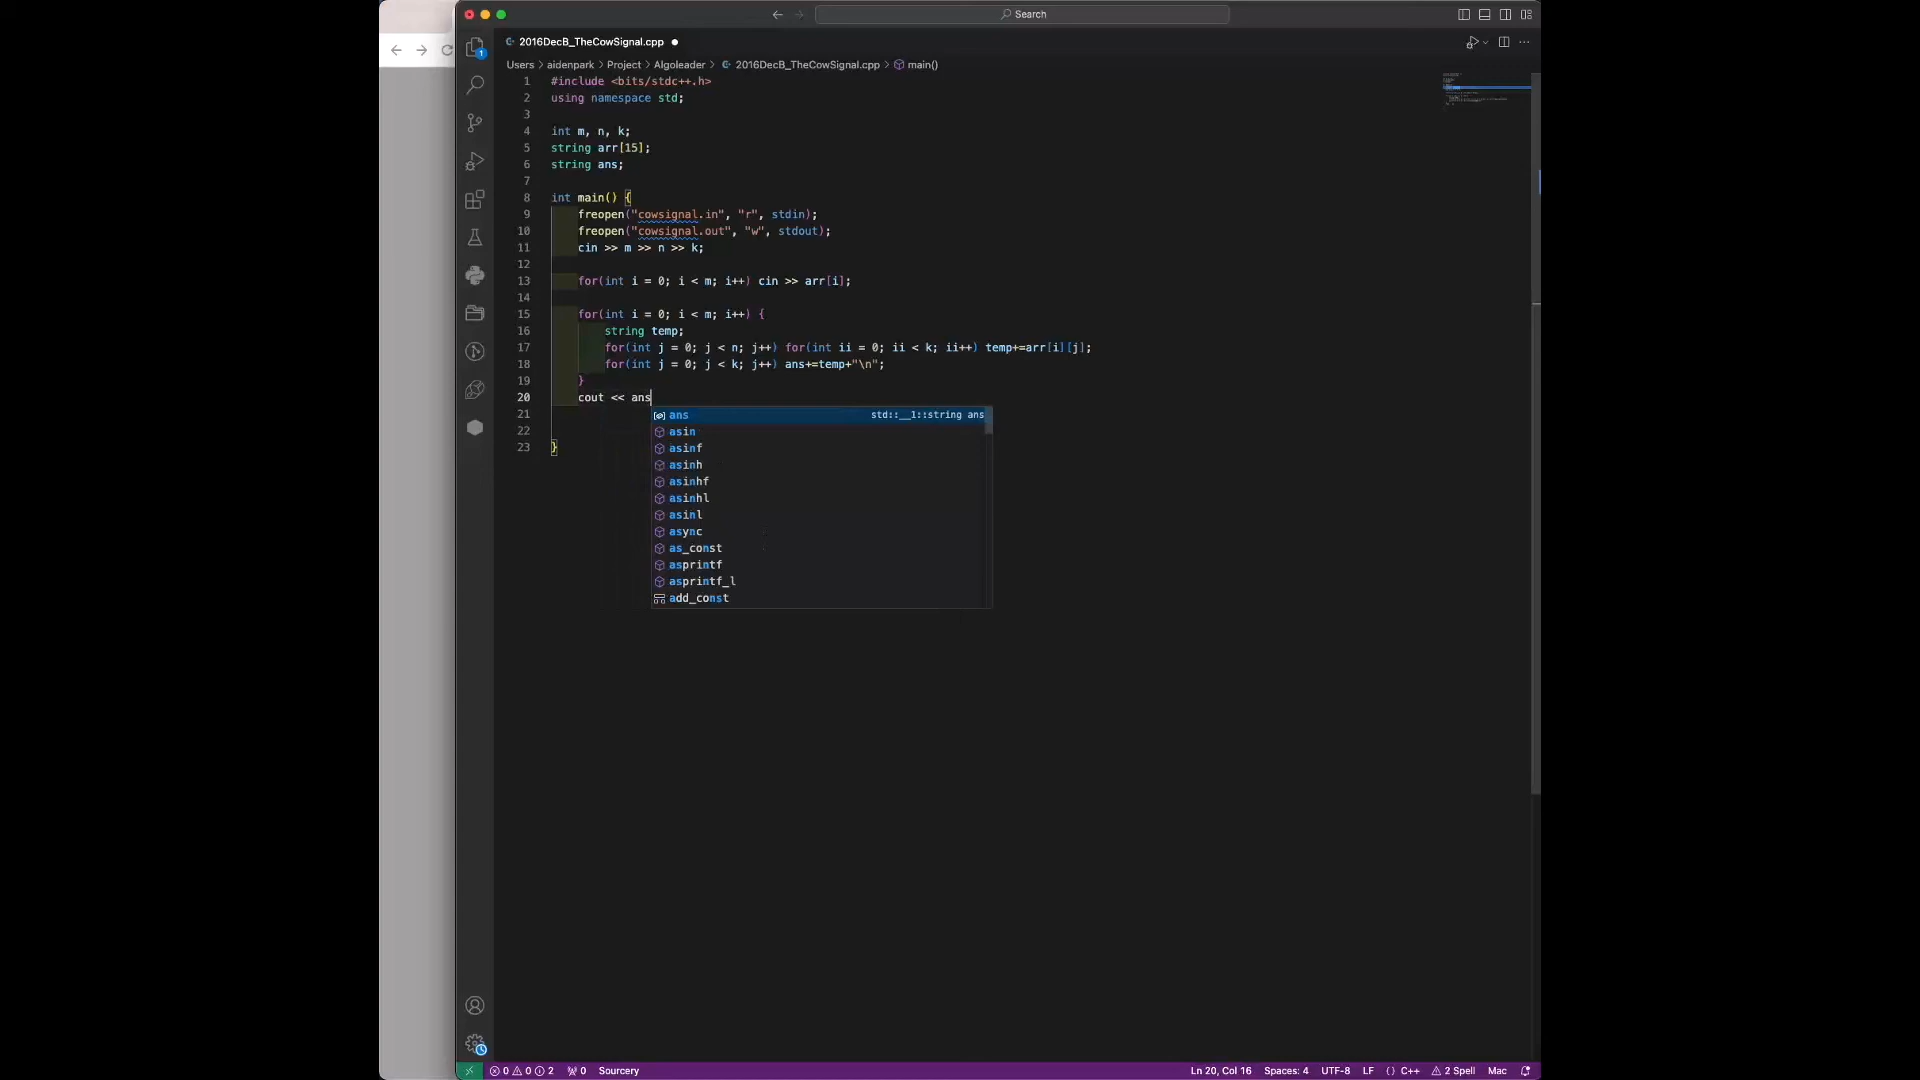 Search
2016DecB_TheCowSignal.cpp
Users > aidenpark > Project > Algoleader > 2016DecB_TheCowSignal.cpp > main()
1 #include <bits/stdc++.h>
2 using namespace std;
3
4 int m, n, k;
5 string arr[15];
6 string ans;
7
8 int main() {
9 freopen("cowsignal.in", "r", stdin);
10 freopen("cowsignal.out", "w", stdout);
11 cin >> m >> n >> k;
12
13 for(int i = 0; i < m; i++) cin >> arr[i];
14
15 for(int i = 0; i < m; i++) {
16 string temp;
17 for(int j = 0; j < n; j++) for(int ii = 0; ii < k; ii++) temp+=arr[i][j];
18 for(int j = 0; j < k; j++) ans+=temp+"\n";
19 }
20 cout << ans
21 ans std::__1::string ans
asin
22 asinf
23 }
asinh
asinhf
asinhl
asinl
async
as_const
asprintf
asprintf_l
add_const
1
0 0 2 0 Sourcery Ln 20, Col 16 Spaces: 4 UTF-8 LF {} C++ 2 Spell Mac